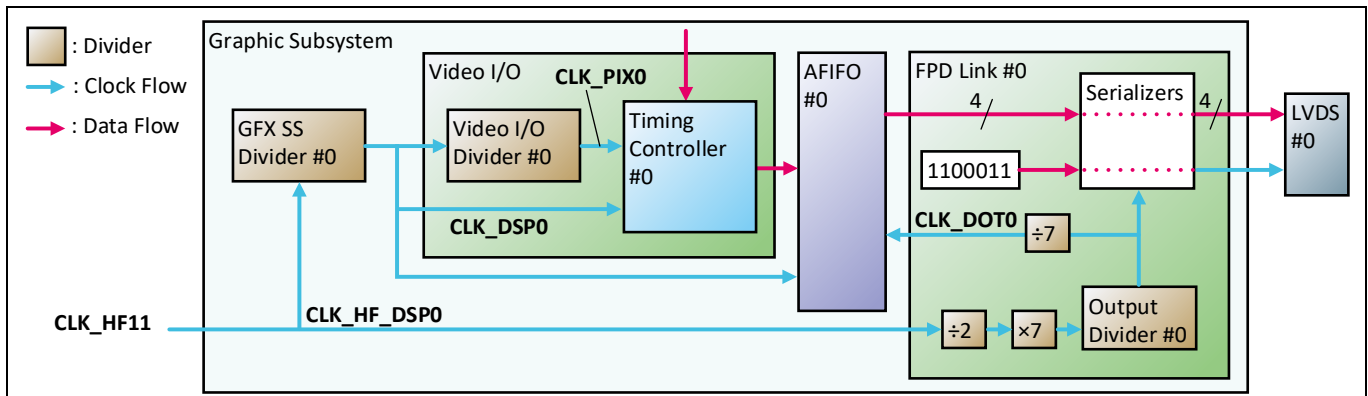 : Divider
: Clock Flow
: Data Flow
Graphic Subsystem
GFX SS
Divider #0
Video I/O
CLK_PIX0
Video I/O
Divider #0
Timing
Controller
#0
CLK_DSP0
AFIFO
#0
FPD Link #0
4
Serializers
4
LVDS
#0
1100011
CLK_DOT0
÷7
CLK_HF11
CLK_HF_DSP0
÷2
×7
Output
Divider #0